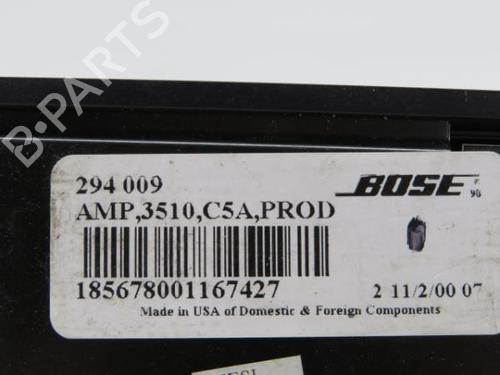 B-PARTS
294 009
BOSE
AMP,3510,C5A,PROD
185678001167427
2 11/2/00 07
Made in USA of Domestic & Foreign Components